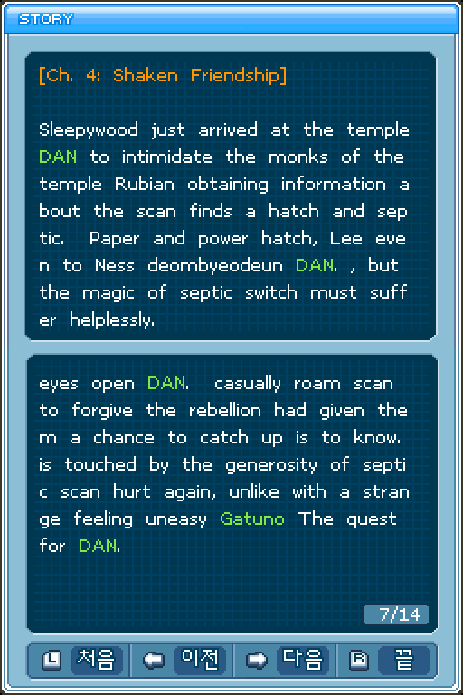 STORY
[Ch. 4: Shaken Friendship]
Sleepywood just arrived at the temple
DAN to intimidate the monks of the
temple Rubian obtaining information a
bout the scan finds a hatch and sep
tic. Paper and power hatch, Lee eve
n to Ness deombyeodeun DAN. , but
the magic of septic switch must suff
er helplessly.
eyes open DAN. casually roam scan
to forgive the rebellion had given the
m a chance to catch up is to know.
is touched by the generosity of septi
c scan hurt again, unlike with a stran
ge feeling uneasy Gatuno The quest
for DAN.
7/14
처음 이전 다음 끝